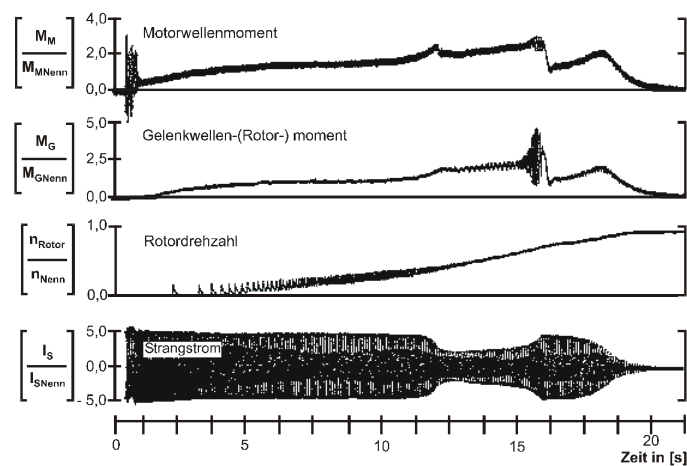 M_M
M_MNenn
4,0
2,0
0,0
Motorwellenmoment
M_G
M_GNenn
5,0
2,5
0,0
Gelenkwellen-(Rotor-) moment
n_Rotor
n_Nenn
1,0
0,0
Rotordrehzahl
I_S
I_SNenn
5,0
0,0
- 5,0
Strangstrom
0 5 10 15 20
Zeit in [s]